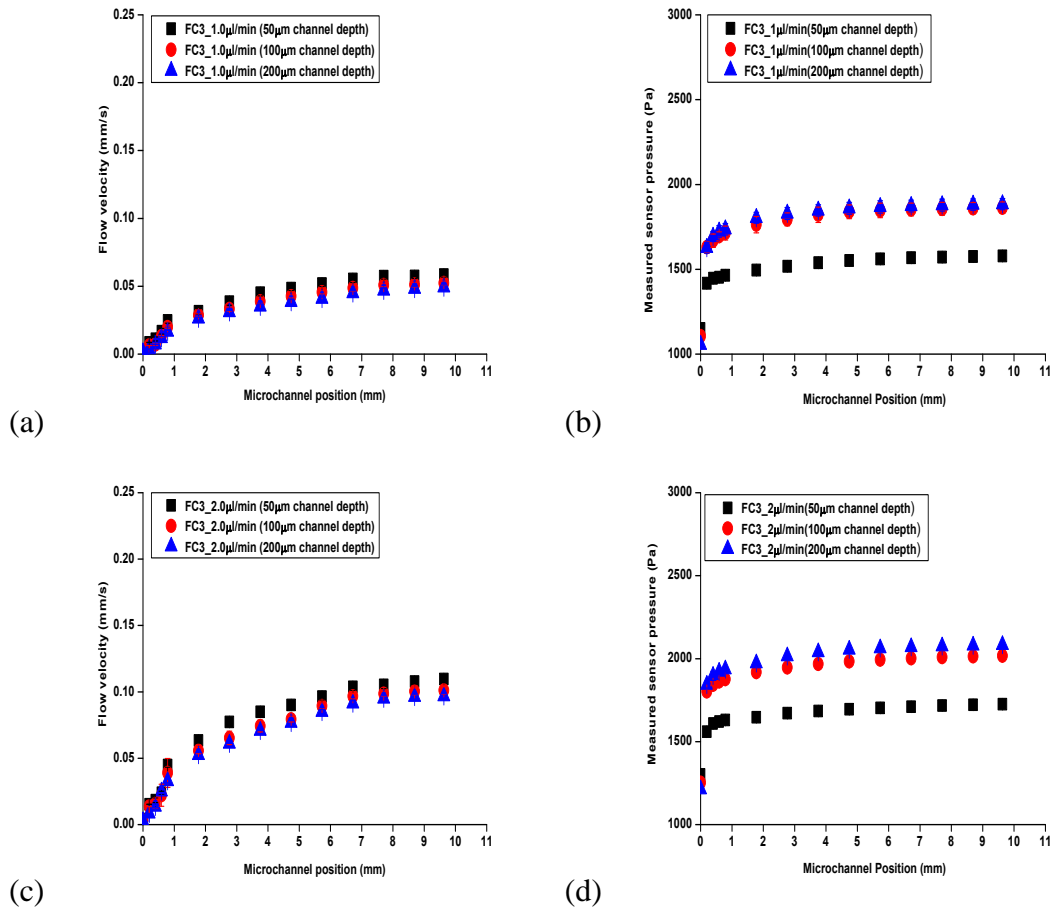 0.25
0.20
0.15
0.10
0.05
0.00
Flow velocity (mm/s)
FC3_1.0μl/min (50μm channel depth)
FC3_1.0μl/min (100μm channel depth)
FC3_1.0μl/min (200μm channel depth)
0 1 2 3 4 5 6 7 8 9 10 11
Microchannel position (mm)
(a)
3000
2500
2000
1500
1000
Measured sensor pressure (Pa)
FC3_1μl/min(50μm channel depth)
FC3_1μl/min(100μm channel depth)
FC3_1μl/min(200μm channel depth)
0 1 2 3 4 5 6 7 8 9 10 11
Microchannel Position (mm)
(b)
0.25
0.20
0.15
0.10
0.05
0.00
Flow velocity (mm/s)
FC3_2.0μl/min (50μm channel depth)
FC3_2.0μl/min (100μm channel depth)
FC3_2.0μl/min (200μm channel depth)
0 1 2 3 4 5 6 7 8 9 10 11
Microchannel position (mm)
(c)
3000
2500
2000
1500
1000
Measured sensor pressure (Pa)
FC3_2μl/min(50μm channel depth)
FC3_2μl/min(100μm channel depth)
FC3_2μl/min(200μm channel depth)
0 1 2 3 4 5 6 7 8 9 10 11
Microchannel Position (mm)
(d)